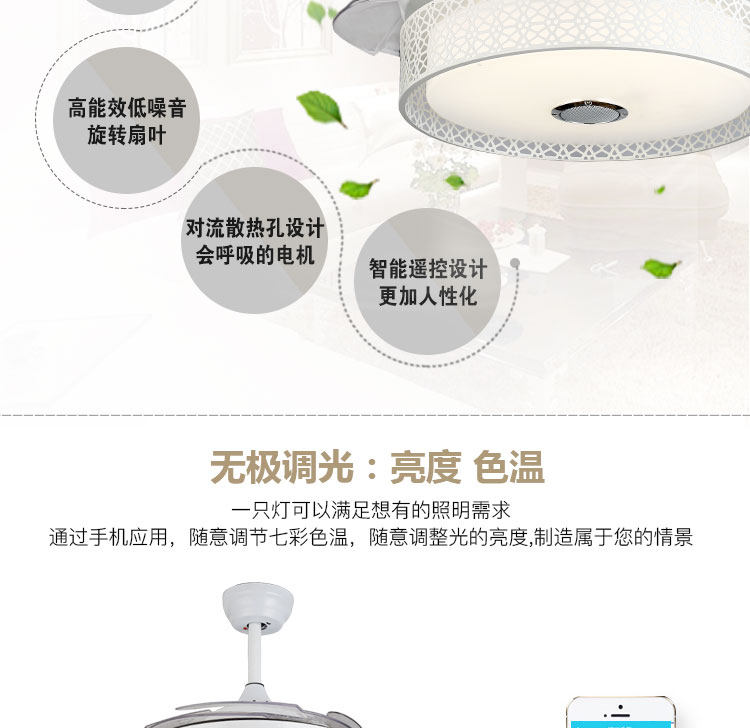 高能效低噪音
旋转扇叶
对流散热孔设计
会呼吸的电机
智能遥控设计
更加人性化
无极调光：亮度 色温
一只灯可以满足想有的照明需求
通过手机应用，随意调节七彩色温，随意调整光的亮度,制造属于您的情景